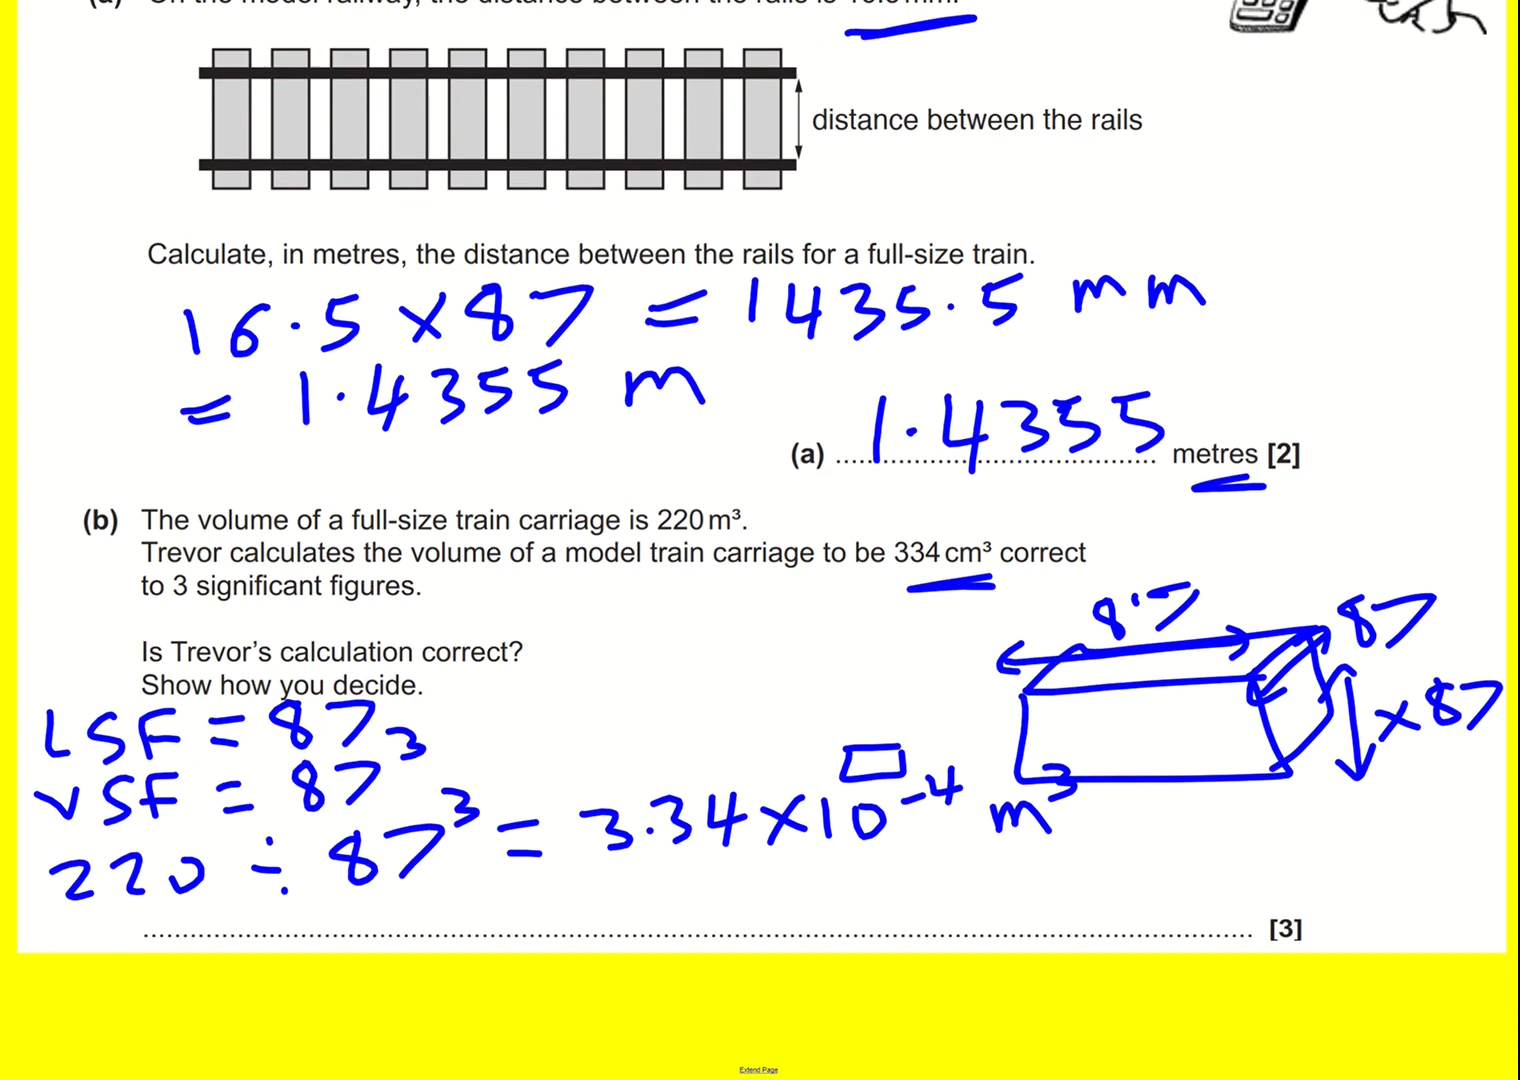 distance between the rails
Calculate, in metres, the distance between the rails for a full-size train.
16.5 × 87 = 1435.5 mm
= 1.4355 m
(a) 1.4355 metres [2]
(b) The volume of a full-size train carriage is 220 m³.
Trevor calculates the volume of a model train carriage to be 334 cm³ correct
to 3 significant figures.
87
87
Is Trevor's calculation correct?
Show how you decide.
× 87
LSF = 87
VSF = 87³
220 ÷ 87³ = 3.34 × 10⁻⁴ m³
[3]
Extend Page